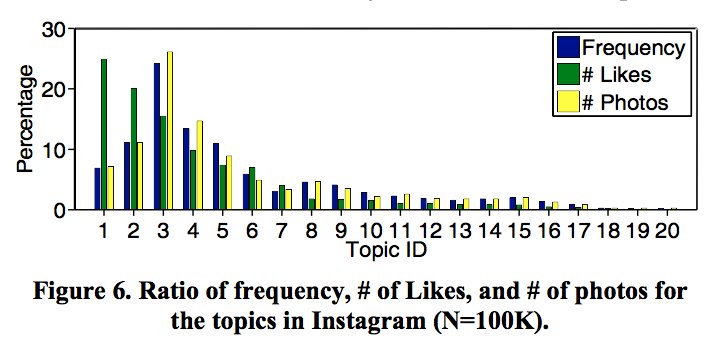 30
20
10
0
Percentage
Frequency
# Likes
# Photos
1 2 3 4 5 6 7 8 9 10 11 12 13 14 15 16 17 18 19 20
Topic ID
Figure 6. Ratio of frequency, # of Likes, and # of photos for
the topics in Instagram (N=100K).